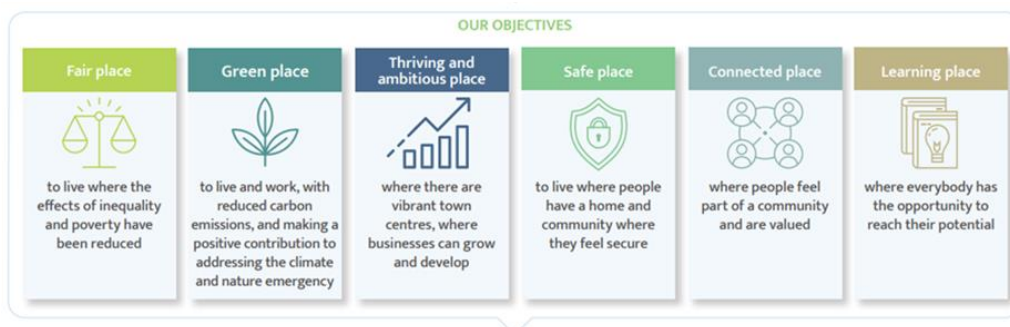 OUR OBJECTIVES
Fair place
to live where the
effects of inequality
and poverty have
been reduced
Green place
to live and work, with
reduced carbon
emissions, and making a
positive contribution to
addressing the climate
and nature emergency
Thriving and
ambitious place
where there are
vibrant town
centres, where
businesses can grow
and develop
Safe place
to live where people
have a home and
community where
they feel secure
Connected place
where people feel
part of a community
and are valued
Learning place
where everybody has
the opportunity to
reach their potential